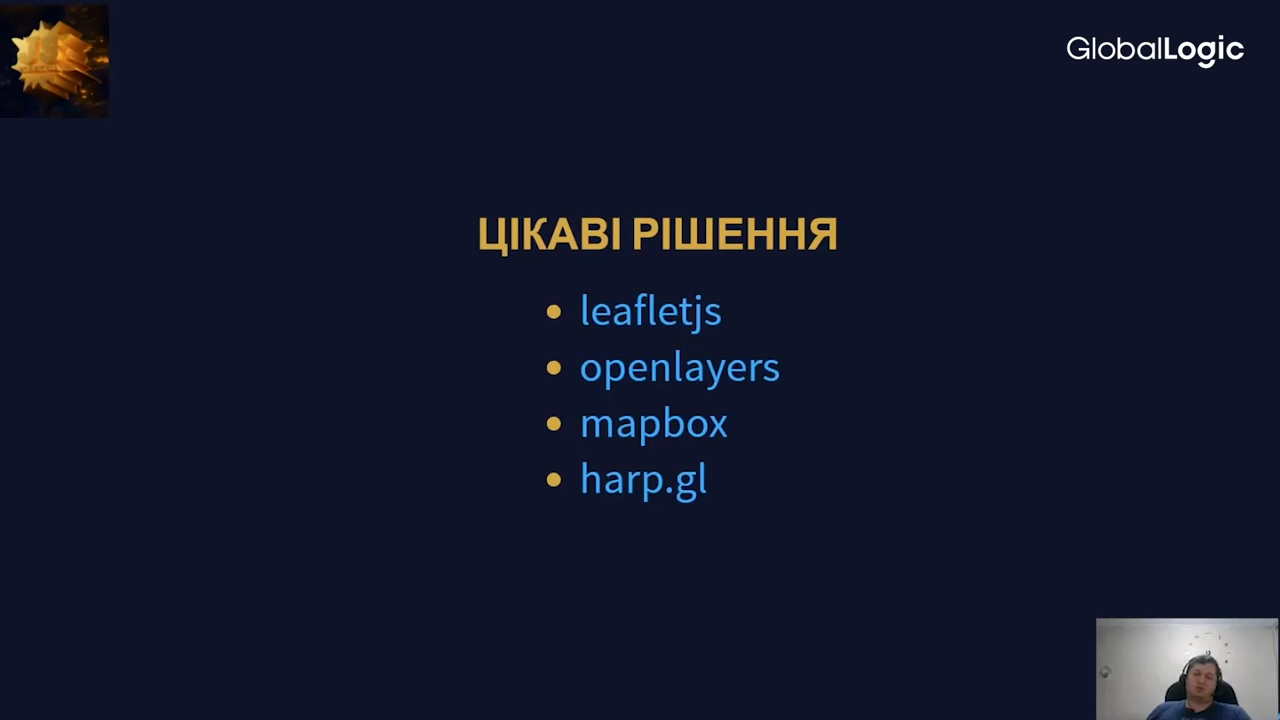 GlobalLogic
ЦІКАВІ РІШЕННЯ
leafletjs
openlayers
mapbox
harp.gl